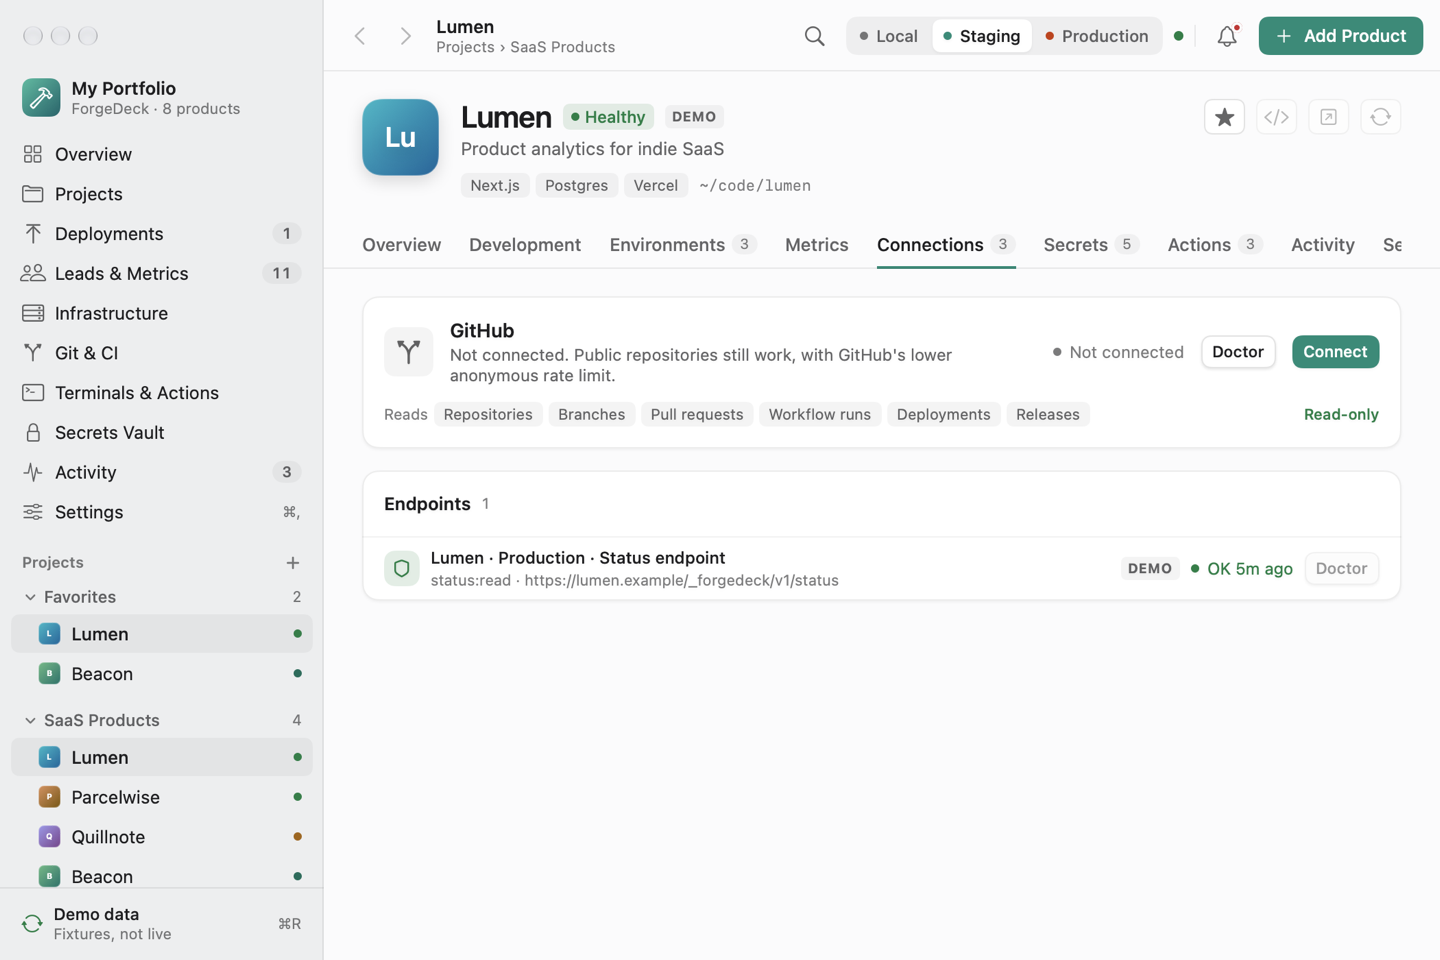 My Portfolio
ForgeDeck · 8 products
Overview
Projects
Deployments 1
Leads & Metrics 11
Infrastructure
Git & CI
Terminals & Actions
Secrets Vault
Activity 3
Settings ⌘,
Projects +
Favorites 2
L Lumen
B Beacon
SaaS Products 4
L Lumen
P Parcelwise
Q Quillnote
B Beacon
Demo data
Fixtures, not live
⌘R
Lumen
Projects › SaaS Products
Local Staging Production
+ Add Product
Lu
Lumen Healthy DEMO
Product analytics for indie SaaS
Next.js Postgres Vercel ~/code/lumen
</>
Overview Development Environments 3 Metrics Connections 3 Secrets 5 Actions 3 Activity Se
GitHub
Not connected. Public repositories still work, with GitHub's lower
anonymous rate limit.
Not connected Doctor Connect
Reads Repositories Branches Pull requests Workflow runs Deployments Releases Read-only
Endpoints 1
Lumen · Production · Status endpoint
status:read · https://lumen.example/_forgedeck/v1/status
DEMO OK 5m ago Doctor